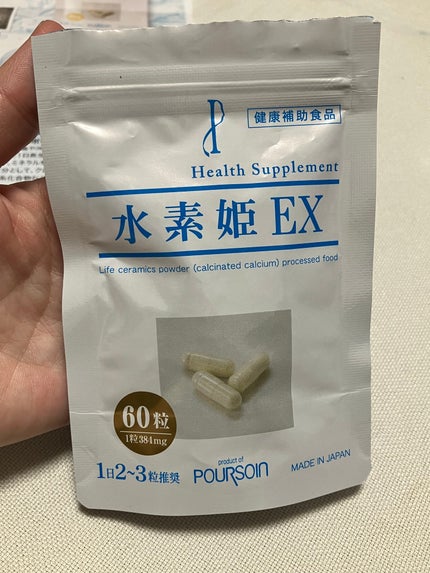 健康補助食品
Health Supplement
水素姫 EX
Life ceramics powder (calcinated calcium) processed food
60粒
1粒384mg
1日2~3粒推奨
product of
POURSOIN
MADE IN JAPAN